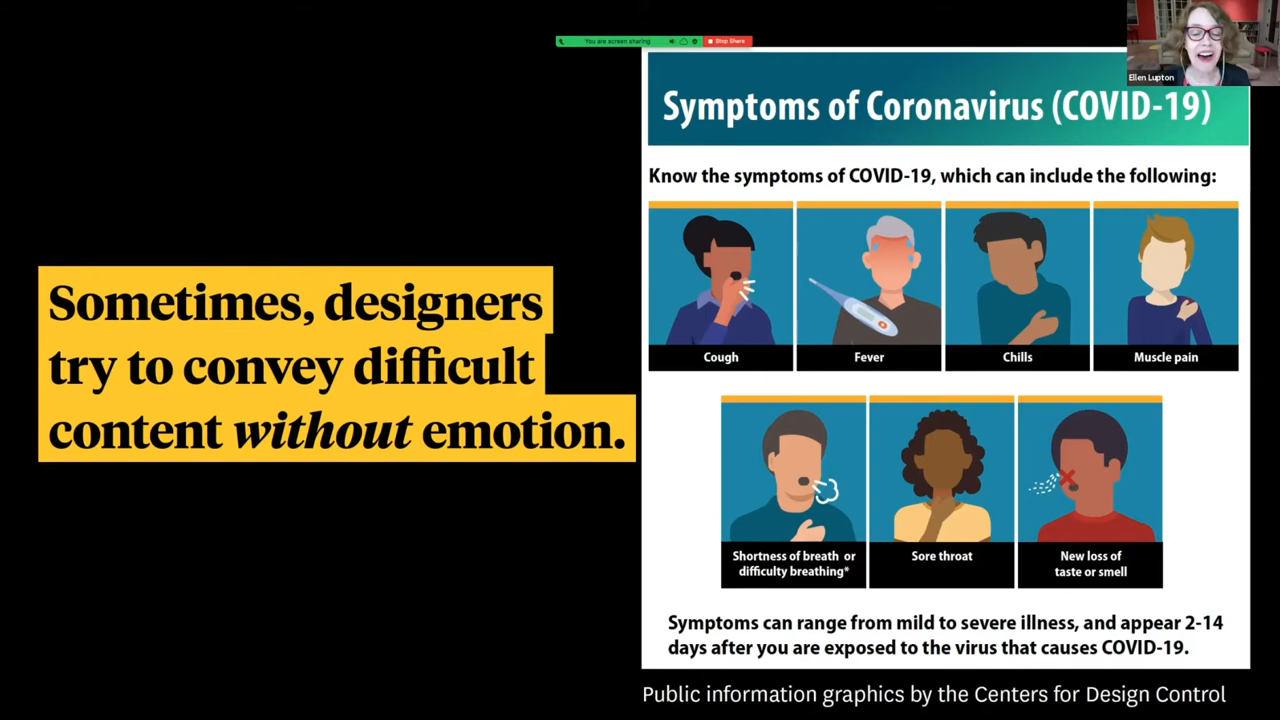 You are screen sharing
Stop Share
Ellen Lupton
Sometimes, designers
try to convey difficult
content without emotion.
Symptoms of Coronavirus (COVID-19)
Know the symptoms of COVID-19, which can include the following:
Cough
Fever
Chills
Muscle pain
Shortness of breath or
difficulty breathing*
Sore throat
New loss of
taste or smell
Symptoms can range from mild to severe illness, and appear 2-14
days after you are exposed to the virus that causes COVID-19.
Public information graphics by the Centers for Design Control